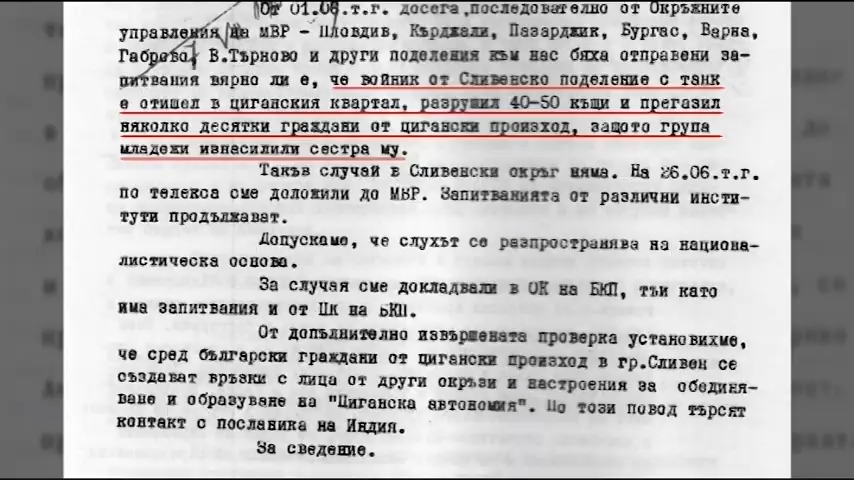 От 01.06.т.г. досега,последователно от Окръжните
управления на МВР - Пловдив, Кърджали, Пазарджик, Бургас, Варна,
Габрово, В.Търново и други поделения към нас бяха отправени за-
питвания вярно ли е, че войник от Сливенско поделение с танк
е отишел в циганския квартал, разрушил 40-50 къщи и прегазил
няколко десятки граждани от цигански произход, защото група
младежи изнасилили сестра му.
Такъв случай в Сливенски окръг няма. На 26.06.т.г.
по телекса сме доложили до МВР. Запитванията от различни инсти-
тути продължават.
Допускаме, че слухът се разпространява на национа-
листическа основа.
За случая сме докладвали в ОК на БКП, тъй като
има запитвания и от ЦК на БКП.
От допълнително извършената проверка установихме,
че сред български граждани от цигански произход в гр.Сливен се
създават връзки с лица от други окръзи и настроения за обединя-
ване и образуване на "Циганска автономия". По този повод търсят
контакт с посланика на Индия.
За сведение.